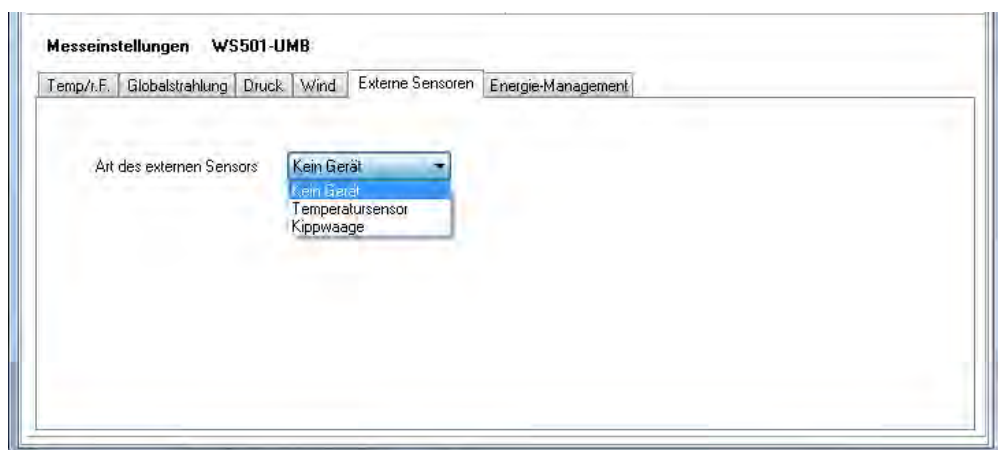 Messeinstellungen WS501-UMB
Temp/r.F. Globalstrahlung Druck Wind Externe Sensoren Energie-Management
Art des externen Sensors Kein Gerät
Kein Gerät
Temperatursensor
Kippwaage